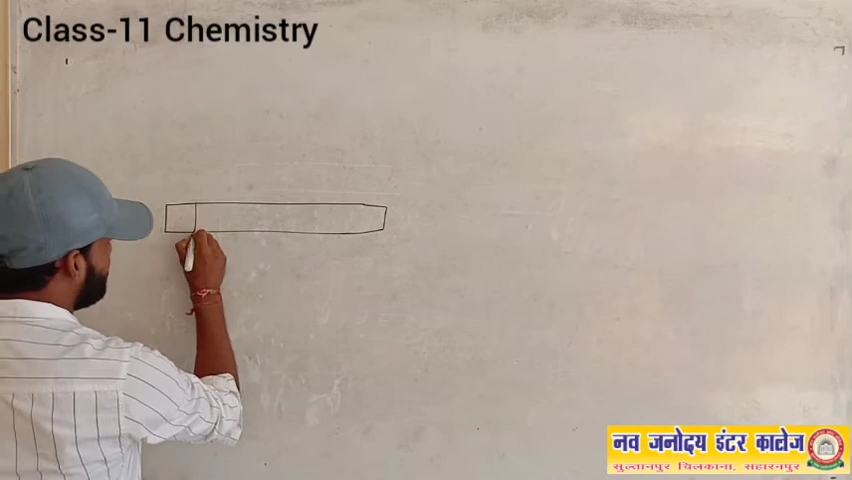 Class-11 Chemistry
नव जनोदय इंटर कालेज
सुल्तानपुर चिलकाना, सहारनपुर